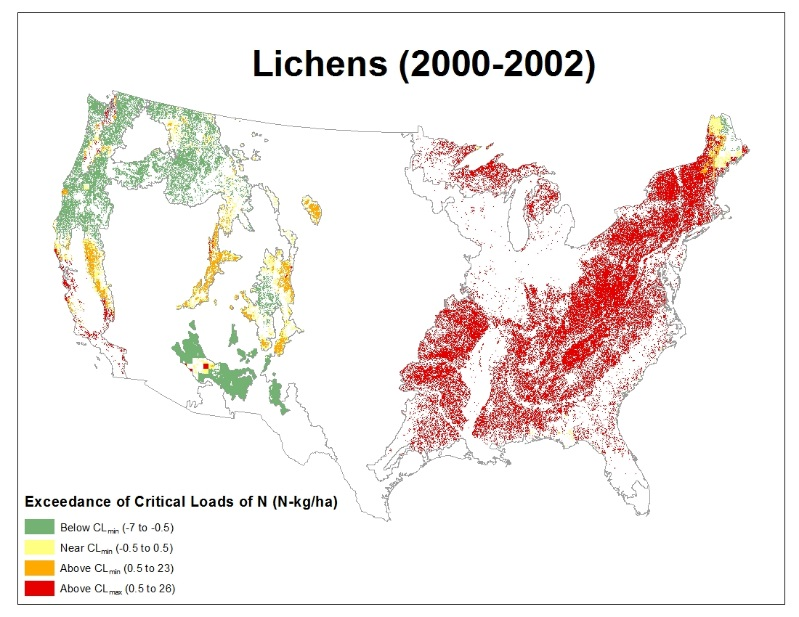 Lichens (2000-2002)
Exceedance of Critical Loads of N (N-kg/ha)
Below CLmin (-7 to -0.5)
Near CLmin (-0.5 to 0.5)
Above CLmin (0.5 to 23)
Above CLmax (0.5 to 26)